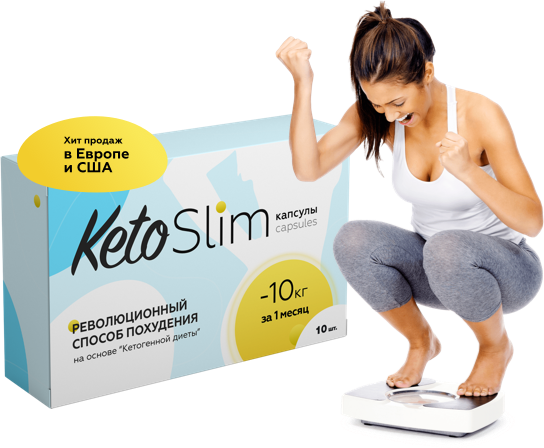 Хит продаж
в Европе
и США
Keto Slim капсулы
capsules
-10кг
за 1 месяц
РЕВОЛЮЦИОННЫЙ
СПОСОБ ПОХУДЕНИЯ
на основе "Кетогенной диеты"
10 шт.